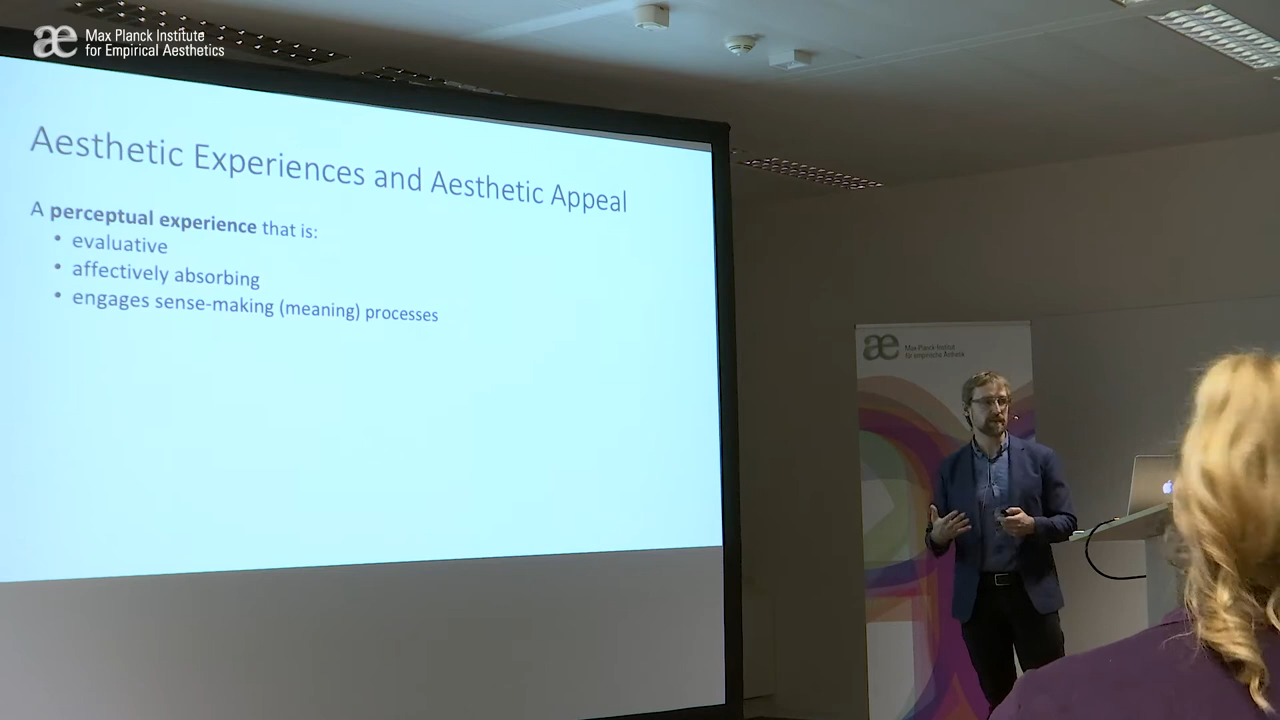 æ Max Planck Institute
for Empirical Aesthetics
Aesthetic Experiences and Aesthetic Appeal
A perceptual experience that is:
• evaluative
• affectively absorbing
• engages sense-making (meaning) processes
æ Max-Planck-Institut
für empirische Ästhetik